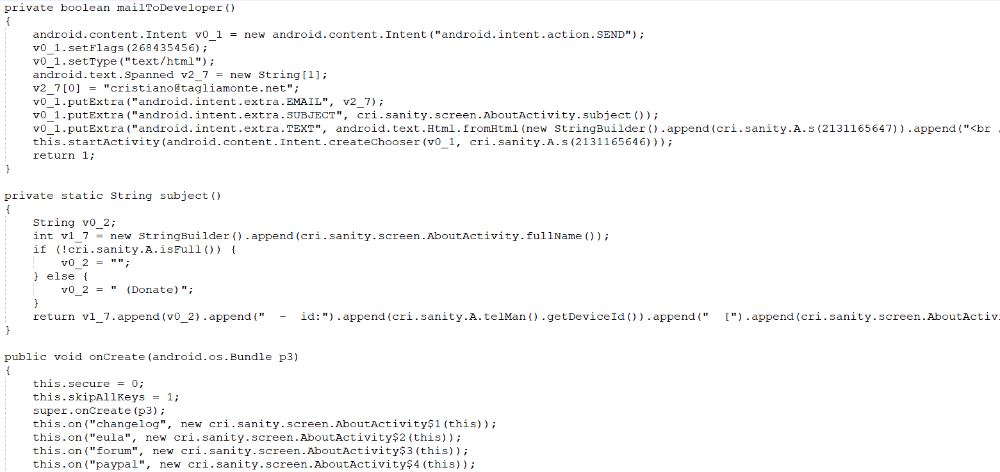 private boolean mailToDeveloper()
{
    android.content.Intent v0_1 = new android.content.Intent("android.intent.action.SEND");
    v0_1.setFlags(268435456);
    v0_1.setType("text/html");
    android.text.Spanned v2_7 = new String[1];
    v2_7[0] = "cristiano@tagliamonte.net";
    v0_1.putExtra("android.intent.extra.EMAIL", v2_7);
    v0_1.putExtra("android.intent.extra.SUBJECT", cri.sanity.screen.AboutActivity.subject());
    v0_1.putExtra("android.intent.extra.TEXT", android.text.Html.fromHtml(new StringBuilder().append(cri.sanity.A.s(2131165647)).append("<br /
    this.startActivity(android.content.Intent.createChooser(v0_1, cri.sanity.A.s(2131165646)));
    return 1;
}
private static String subject()
{
    String v0_2;
    int v1_7 = new StringBuilder().append(cri.sanity.screen.AboutActivity.fullName());
    if (!cri.sanity.A.isFull()) {
        v0_2 = "";
    } else {
        v0_2 = " (Donate)";
    }
    return v1_7.append(v0_2).append("  -  id:").append(cri.sanity.A.telMan().getDeviceId()).append("  [").append(cri.sanity.screen.AboutActivi
}
public void onCreate(android.os.Bundle p3)
{
    this.secure = 0;
    this.skipAllKeys = 1;
    super.onCreate(p3);
    this.on("changelog", new cri.sanity.screen.AboutActivity$1(this));
    this.on("eula", new cri.sanity.screen.AboutActivity$2(this));
    this.on("forum", new cri.sanity.screen.AboutActivity$3(this));
    this.on("paypal", new cri.sanity.screen.AboutActivity$4(this));